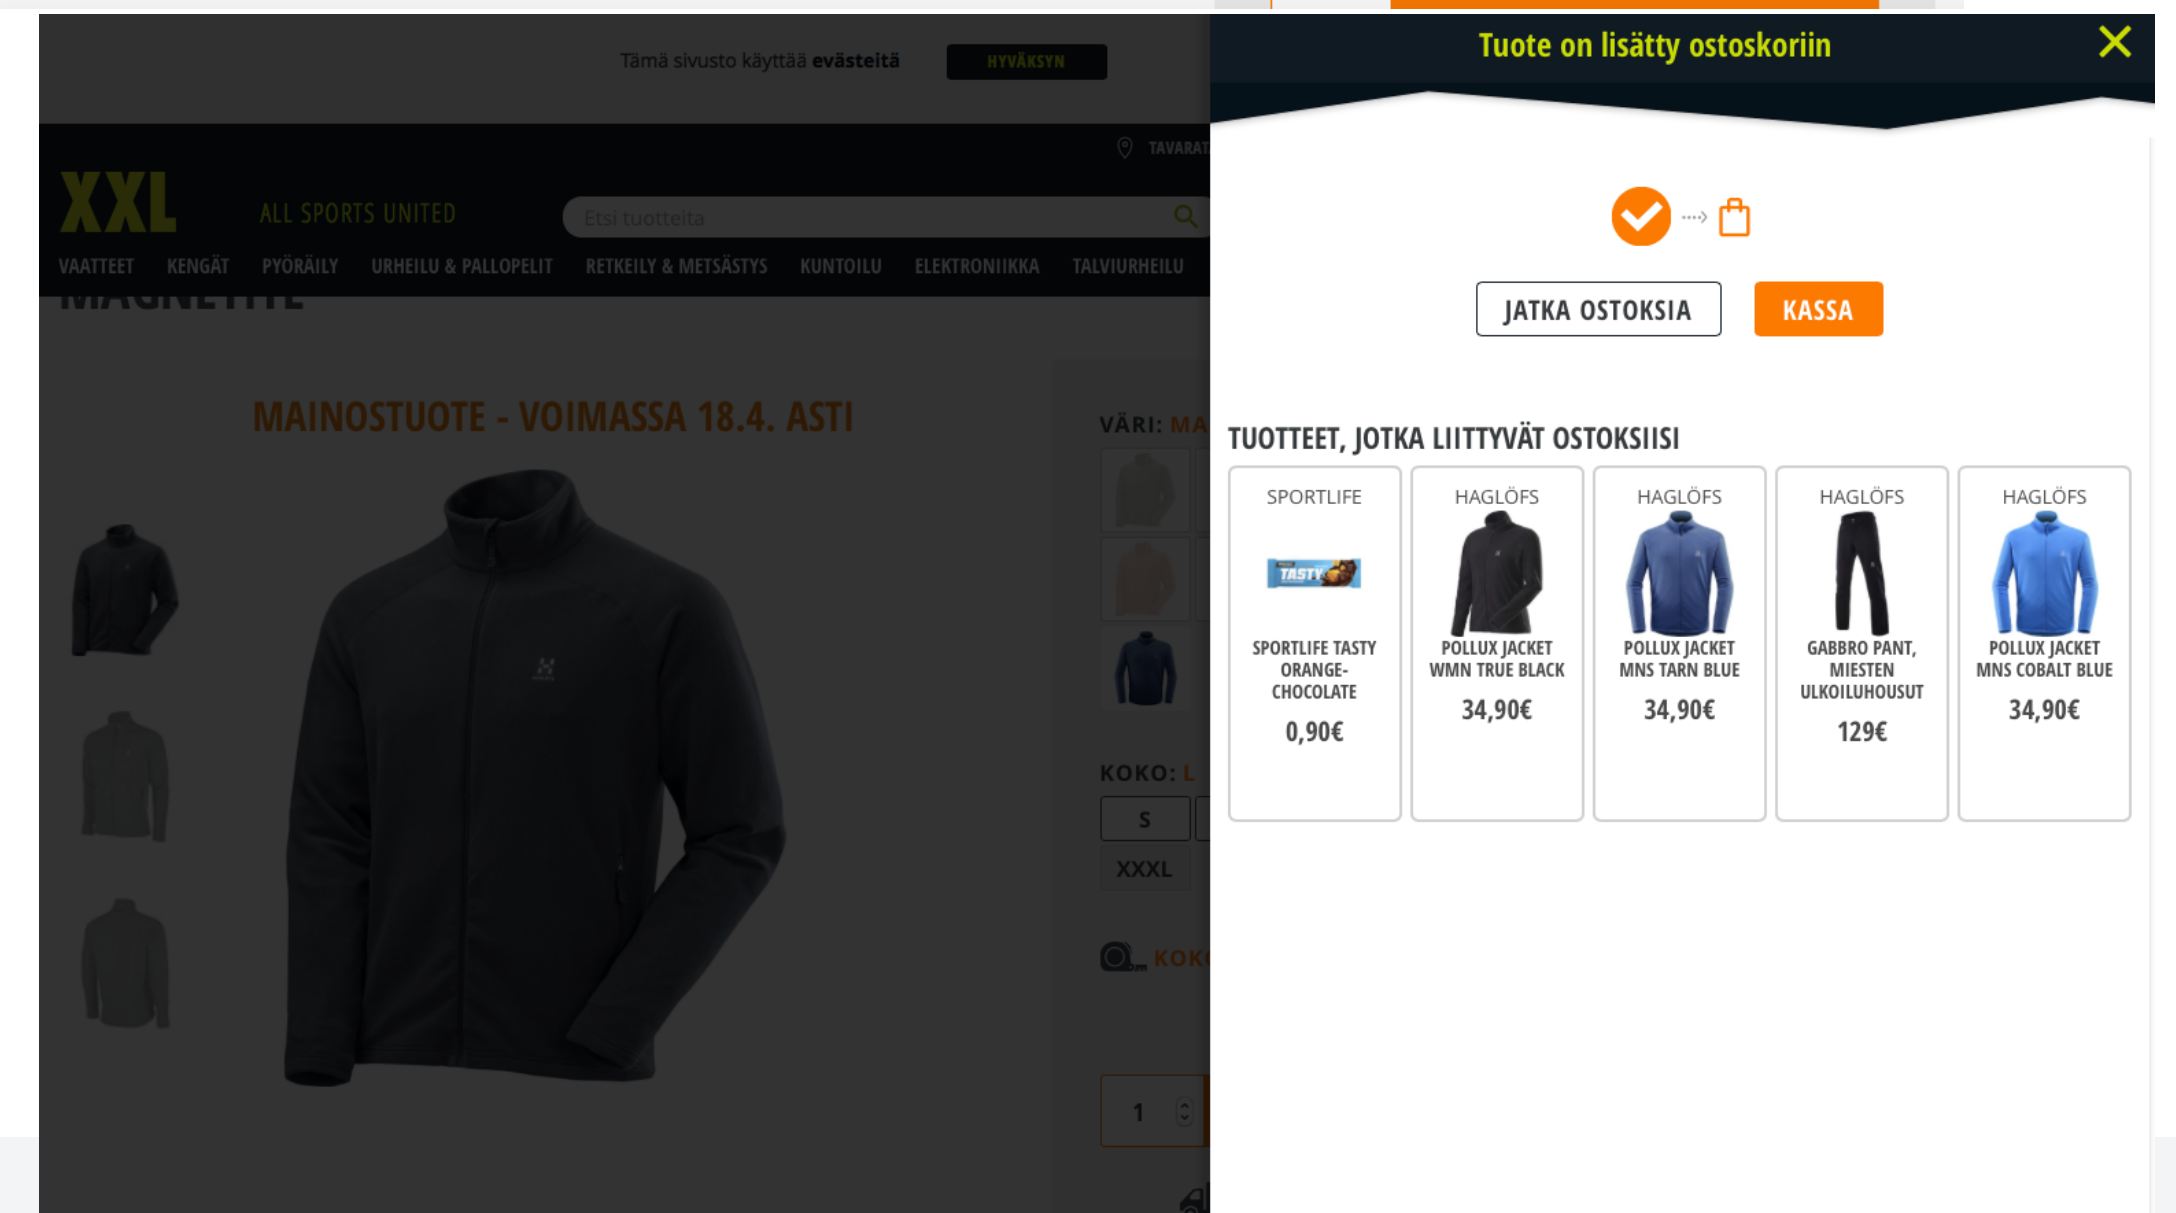 Tämä sivusto käyttää evästeitä
HYVÄKSYN
TAVARAT
XXL
ALL SPORTS UNITED
Etsi tuotteita
VAATTEET KENGÄT PYÖRÄILY URHEILU & PALLOPELIT RETKEILY & METSÄSTYS KUNTOILU ELEKTRONIIKKA TALVIURHEILU
MAGNETITE
MAINOSTUOTE - VOIMASSA 18.4. ASTI
VÄRI: MA
KOKO: L
S
XXXL
KOKO
1
Tuote on lisätty ostoskoriin
JATKA OSTOKSIA
KASSA
TUOTTEET, JOTKA LIITTYVÄT OSTOKSIISI
SPORTLIFE
TASTY
SPORTLIFE TASTY
ORANGE-
CHOCOLATE
0,90€
HAGLÖFS
POLLUX JACKET
WMN TRUE BLACK
34,90€
HAGLÖFS
POLLUX JACKET
MNS TARN BLUE
34,90€
HAGLÖFS
GABBRO PANT,
MIESTEN
ULKOILUHOUSUT
129€
HAGLÖFS
POLLUX JACKET
MNS COBALT BLUE
34,90€